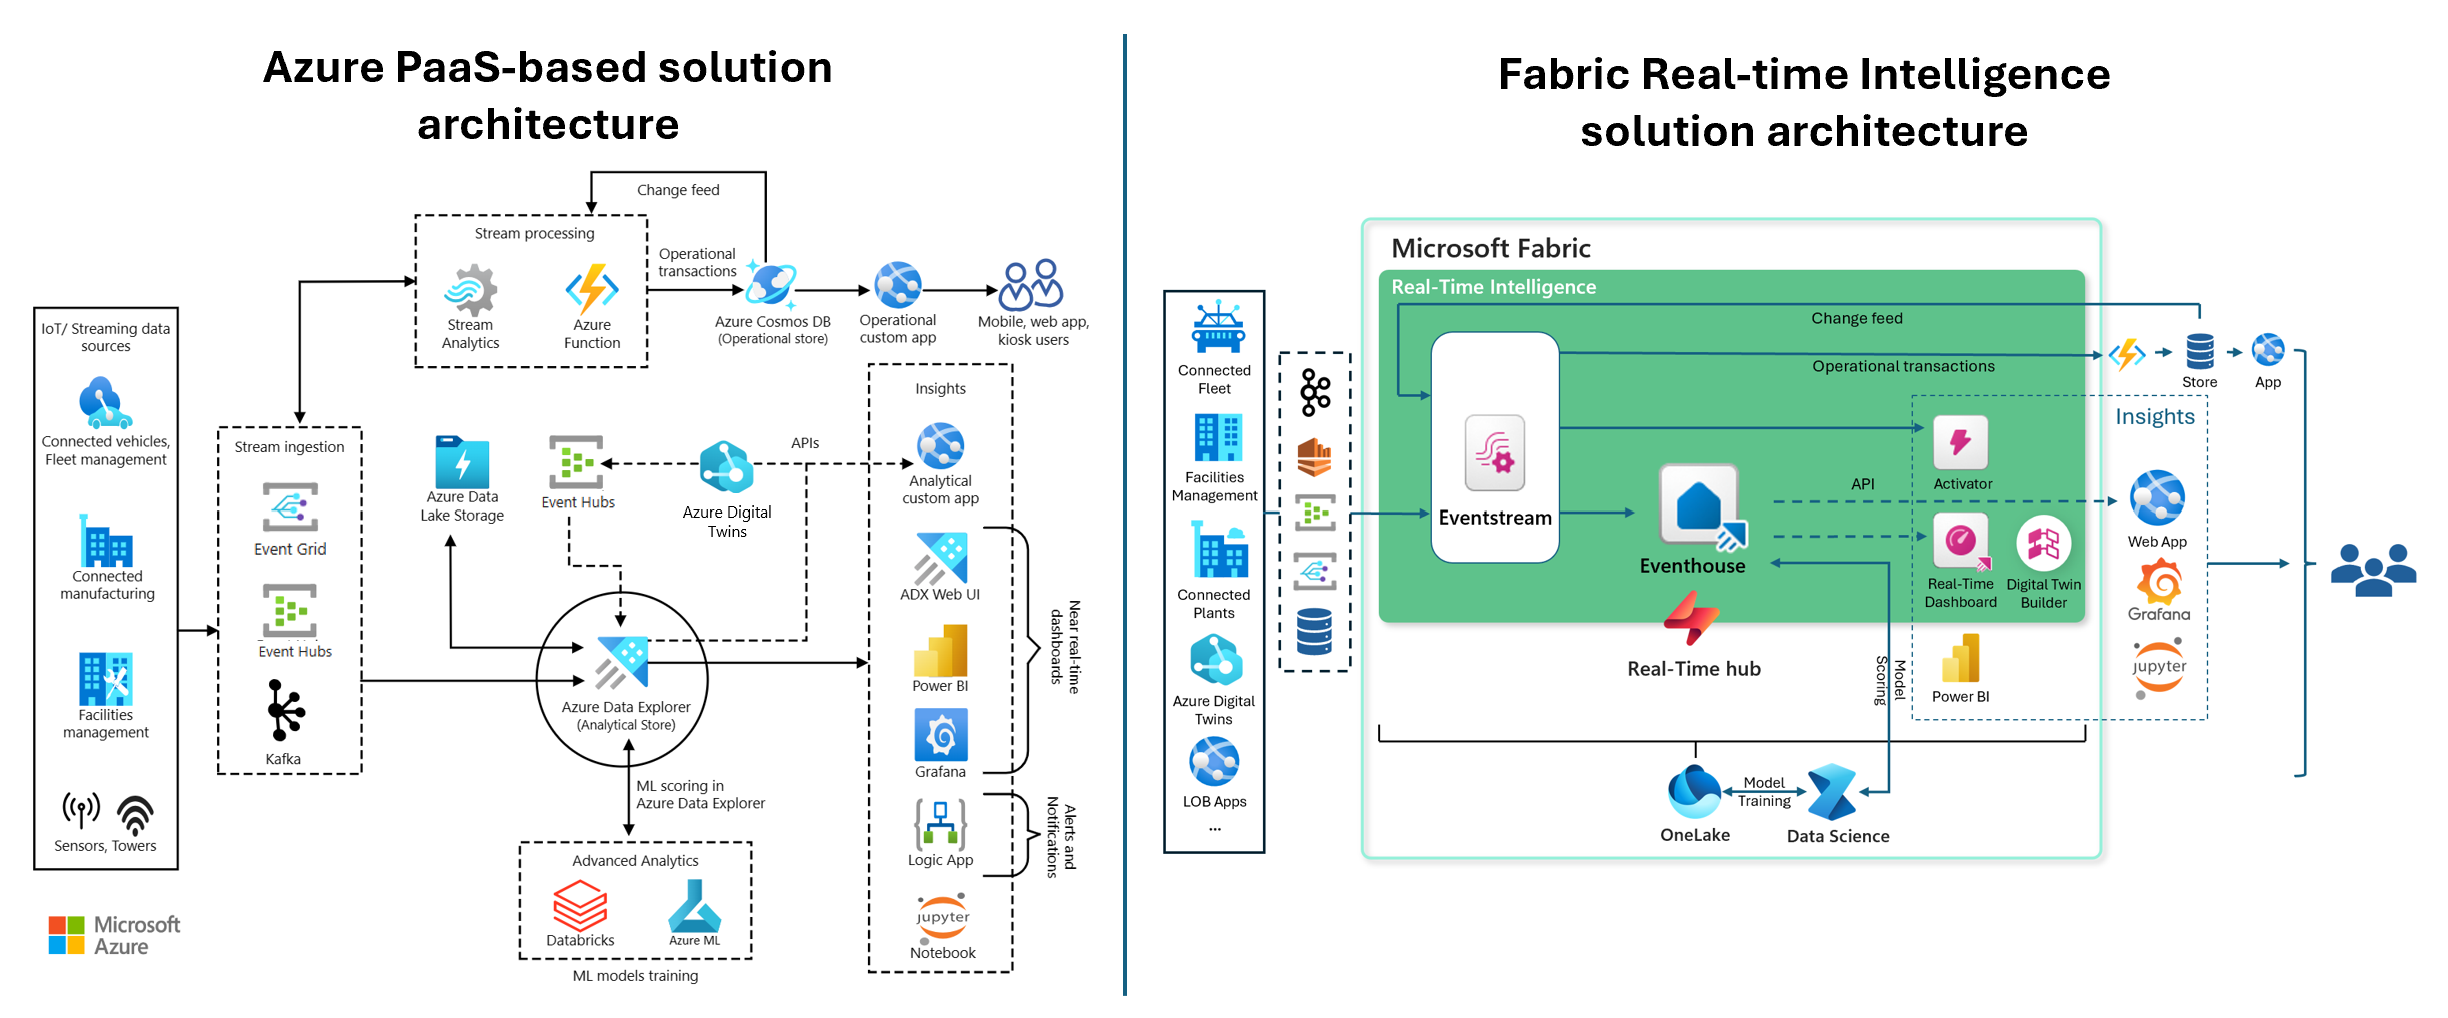 Azure PaaS-based solution
architecture
Change feed
Stream processing
Stream
Analytics
Azure
Function
Operational
transactions
Azure Cosmos DB
(Operational store)
Operational
custom app
Mobile, web app,
kiosk users
IoT/ Streaming data
sources
Connected vehicles,
Fleet management
Connected
manufacturing
Facilities
management
Sensors, Towers
Stream ingestion
Event Grid
Event Hubs
Kafka
Azure Data
Lake Storage
Event Hubs
Azure Digital
Twins
APIs
Azure Data Explorer
(Analytical Store)
ML scoring in
Azure Data Explorer
Advanced Analytics
Databricks
Azure ML
ML models training
Insights
Analytical
custom app
ADX Web UI
Power BI
Grafana
Logic App
jupyter
Notebook
Near real-time
dashboards
Alerts and
Notifications
Microsoft
Azure
Fabric Real-time Intelligence
solution architecture
Connected
Fleet
Facilities
Management
Connected
Plants
Azure Digital
Twins
LOB Apps
...
Microsoft Fabric
Real-Time Intelligence
Change feed
Operational transactions
Eventstream
Eventhouse
Real-Time hub
API
Activator
Real-Time
Dashboard
Digital Twin
Builder
Power BI
Model
Scoring
OneLake
Model
Training
Data Science
Store
App
Insights
Web App
Grafana
jupyter